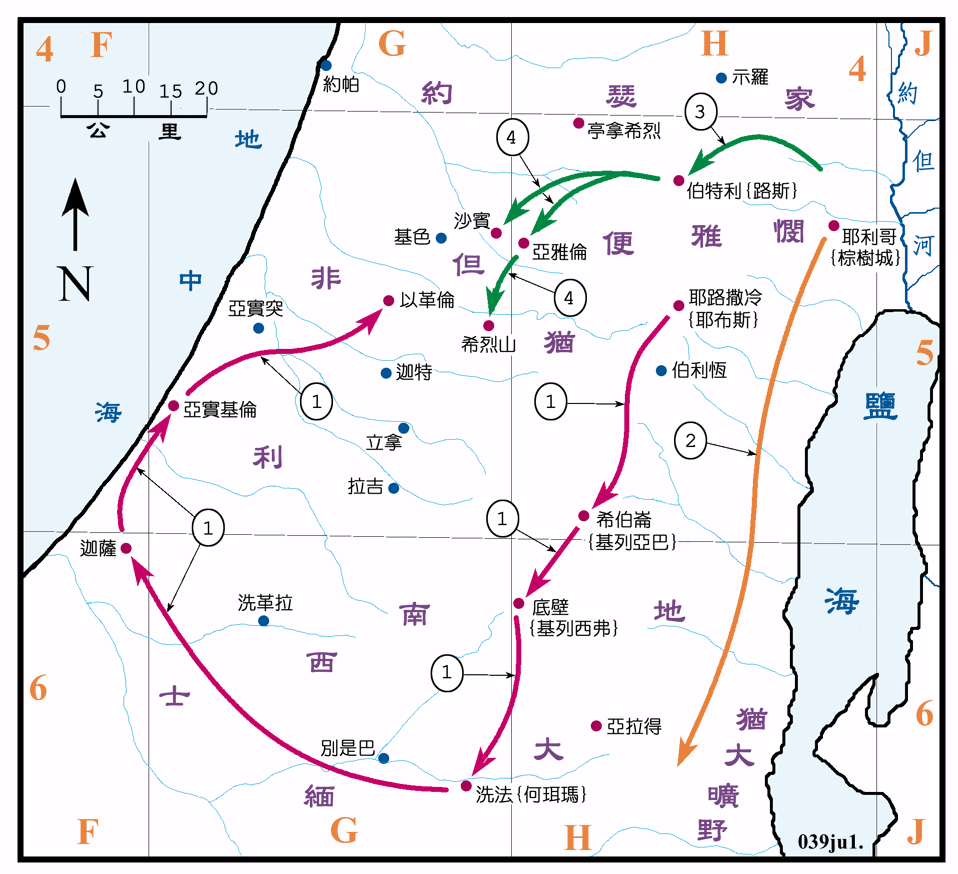 4
F
G
H
J
0 5 10 15 20
公 里
約帕
約 瑟 家
示羅
4
約
但
河
地
中
海
亭拿希烈
3
4
伯特利{路斯}
沙賓
基色
亞雅倫
但
便 雅 憫
耶利哥
{棕樹城}
N
非
以革倫
4
耶路撒冷
{耶布斯}
亞實突
希烈山
猶
5
5
迦特
伯利恆
1
1
亞實基倫
鹽
立拿
2
利
拉吉
1
希伯崙
{基列亞巴}
1
迦薩
洗革拉
南
底壁
{基列西弗}
地
海
西
1
6
士
亞拉得
猶
6
別是巴
大
大
緬
洗法{何珥瑪}
曠
野
F
G
H
039ju1.
J